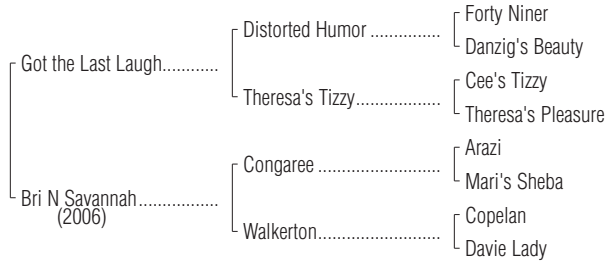 Forty Niner
Distorted Humor ...............
Danzig's Beauty
Got the Last Laugh............
Cee's Tizzy
Theresa's Tizzy..................
Theresa's Pleasure
Arazi
Congaree ..........................
Mari's Sheba
Bri N Savannah.................
(2006)
Copelan
Walkerton..........................
Davie Lady